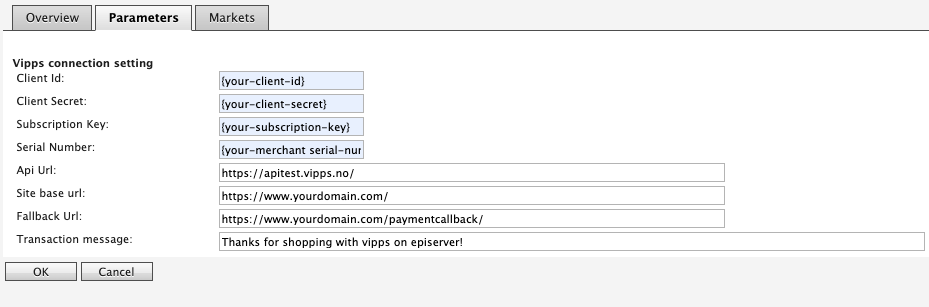 Overview Parameters Markets
Vipps connection setting
Client Id: {your-client-id}
Client Secret: {your-client-secret}
Subscription Key: {your-subscription-key}
Serial Number: {your-merchant serial-nur
Api Url: https://apitest.vipps.no/
Site base url: https://www.yourdomain.com/
Fallback Url: https://www.yourdomain.com/paymentcallback/
Transaction message: Thanks for shopping with vipps on episerver!
OK Cancel